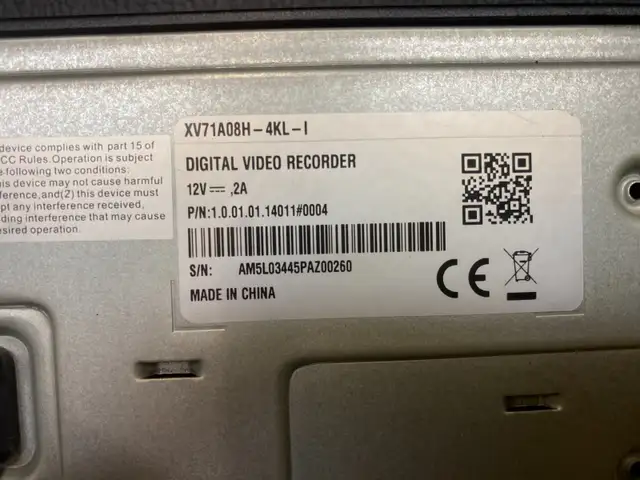 device complies with part 15 of
CC Rules. Operation is subject
e following two conditions:
his device may not cause harmful
ference,and(2) this device must
pt any interference received,
ding interference that may cause
esired operation.
XV71A08H-4KL-I
DIGITAL VIDEO RECORDER
12V⎓,2A
P/N:1.0.01.01.14011#0004
S/N: AM5L03445PAZ00260
MADE IN CHINA
CE